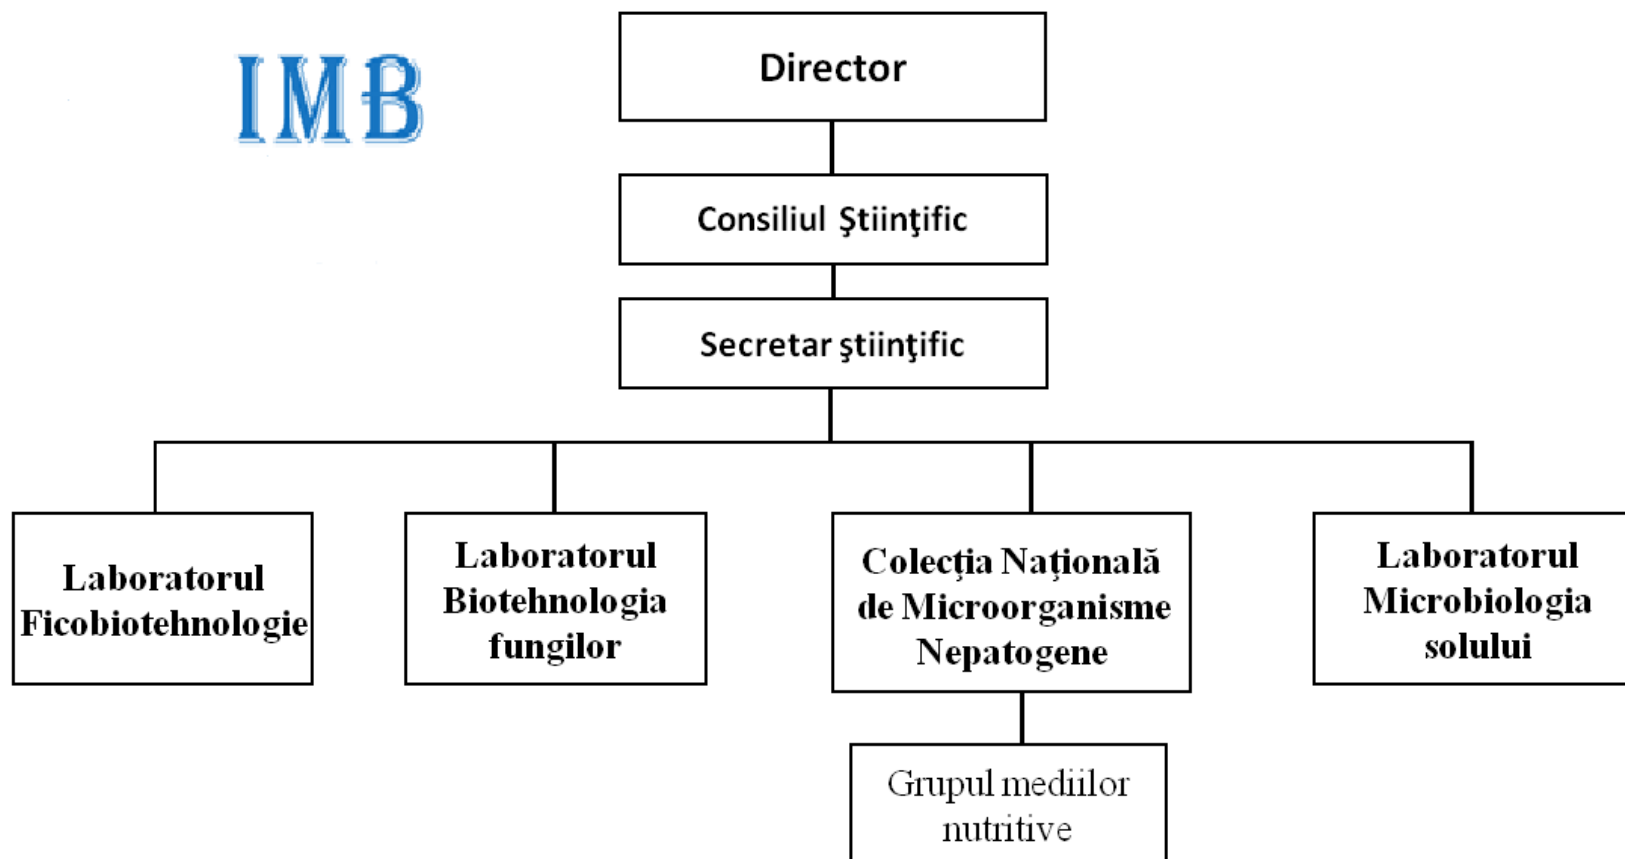 IMB
Director
Consiliul Ştiinţific
Secretar ştiinţific
Laboratorul
Ficobiotehnologie
Laboratorul
Biotehnologia
fungilor
Colecţia Naţională
de Microorganisme
Nepatogene
Laboratorul
Microbiologia
solului
Grupul mediilor
nutritive